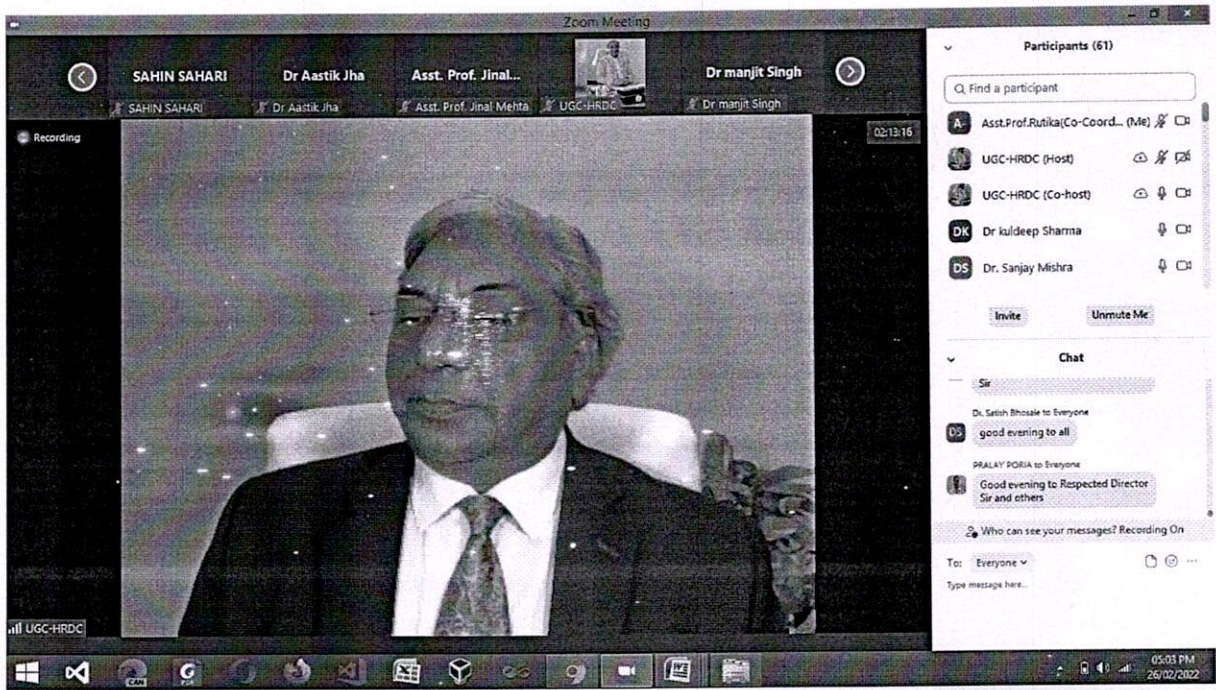 Zoom Meeting
SAHIN SAHARI
Dr Aastik Jha
Asst. Prof. Jinal...
Dr manjit Singh
SAHIN SAHARI
Dr Aastik Jha
Asst. Prof. Jinal Mehta
UGC-HRDC
Dr manjit Singh
Recording
02:13:16
UGC-HRDC
Participants (61)
Find a participant
A
Asst.Prof.Rutika(Co-Coord... (Me)
UGC-HRDC (Host)
UGC-HRDC (Co-host)
DK
Dr kuldeep Sharma
DS
Dr. Sanjay Mishra
Invite
Unmute Me
Chat
Sir
Dr. Satish Bhosale to Everyone
DS
good evening to all
PRALAY PORIA to Everyone
Good evening to Respected Director
Sir and others
Who can see your messages? Recording On
To: Everyone
Type message here...
CAN
05:03 PM
26/02/2022